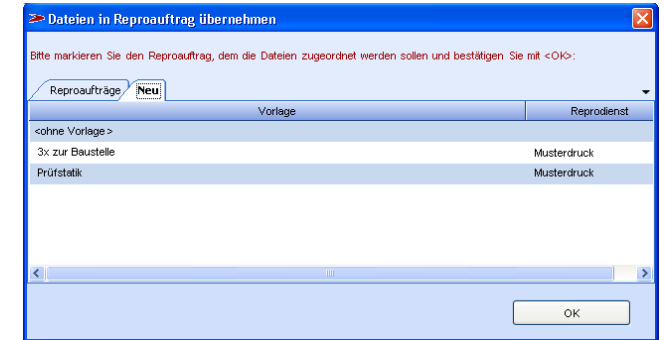 Dateien in Reproauftrag übernehmen
Bitte markieren Sie den Reproauftrag, dem die Dateien zugeordnet werden sollen und bestätigen Sie mit <OK>:
Reproaufträge Neu
Vorlage Reprodienst
<ohne Vorlage>
3x zur Baustelle Musterdruck
Prüfstatik Musterdruck
OK